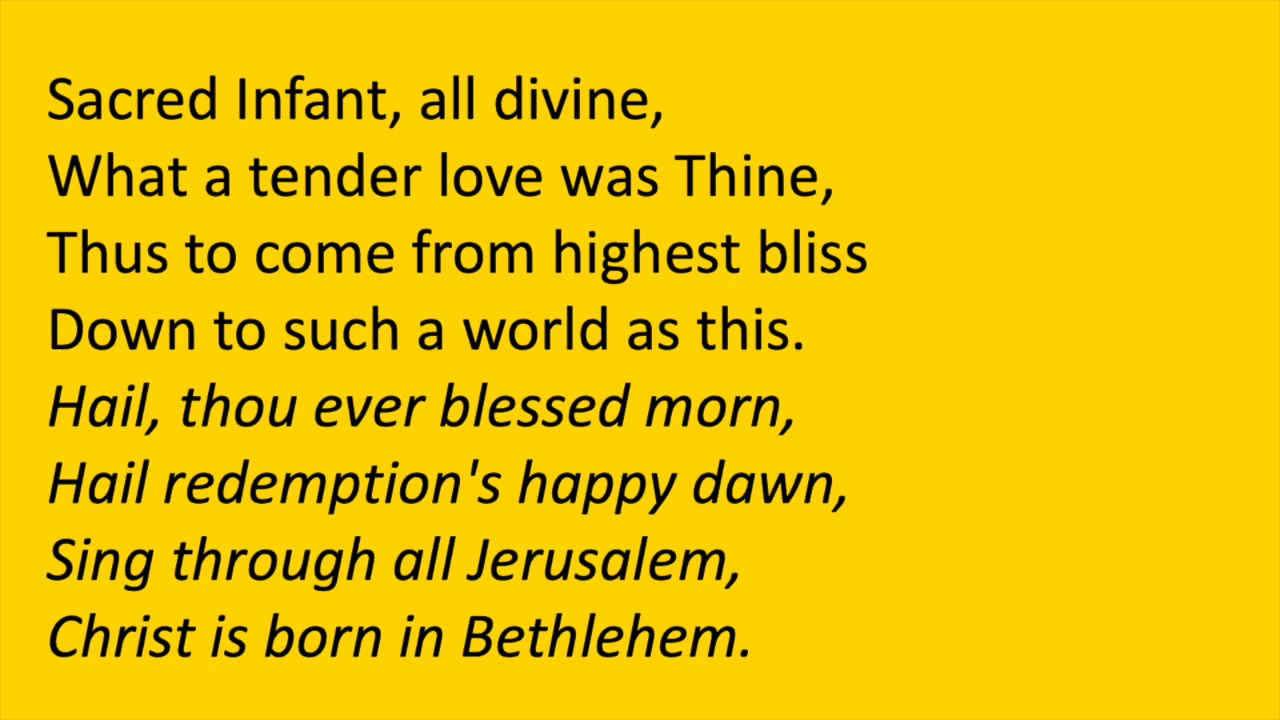 Sacred Infant, all divine,
What a tender love was Thine,
Thus to come from highest bliss
Down to such a world as this.
Hail, thou ever blessed morn,
Hail redemption's happy dawn,
Sing through all Jerusalem,
Christ is born in Bethlehem.